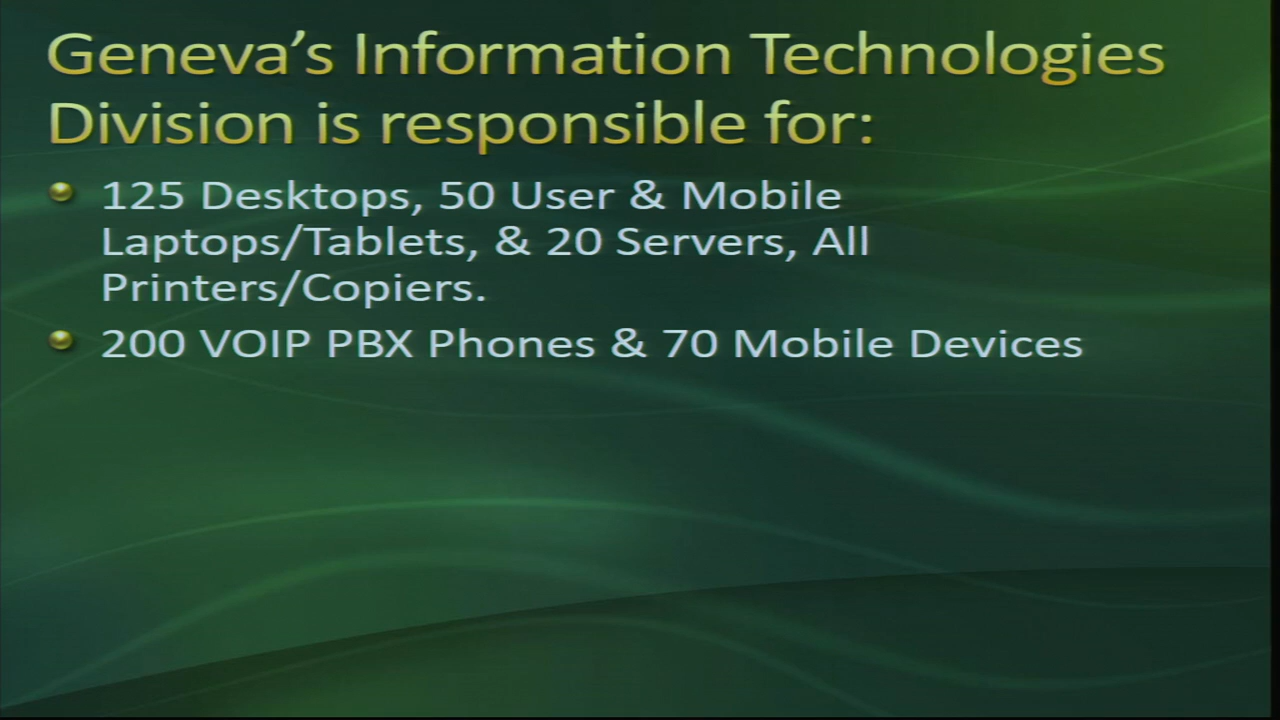 Geneva’s Information Technologies
Division is responsible for:
125 Desktops, 50 User & Mobile
Laptops/Tablets, & 20 Servers, All
Printers/Copiers.
200 VOIP PBX Phones & 70 Mobile Devices